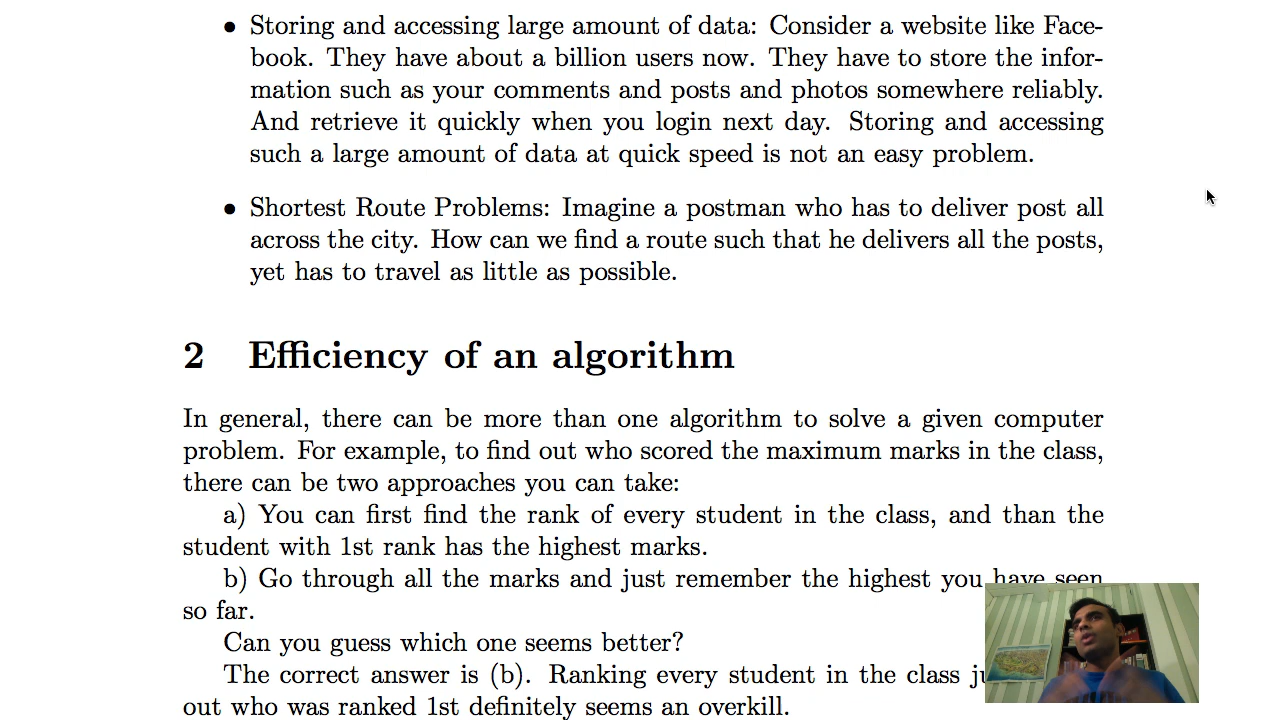 • Storing and accessing large amount of data: Consider a website like Face-
book. They have about a billion users now. They have to store the infor-
mation such as your comments and posts and photos somewhere reliably.
And retrieve it quickly when you login next day. Storing and accessing
such a large amount of data at quick speed is not an easy problem.
• Shortest Route Problems: Imagine a postman who has to deliver post all
across the city. How can we find a route such that he delivers all the posts,
yet has to travel as little as possible.
2 Efficiency of an algorithm
In general, there can be more than one algorithm to solve a given computer
problem. For example, to find out who scored the maximum marks in the class,
there can be two approaches you can take:
a) You can first find the rank of every student in the class, and than the
student with 1st rank has the highest marks.
b) Go through all the marks and just remember the highest you have seen
so far.
Can you guess which one seems better?
The correct answer is (b). Ranking every student in the class
out who was ranked 1st definitely seems an overkill.